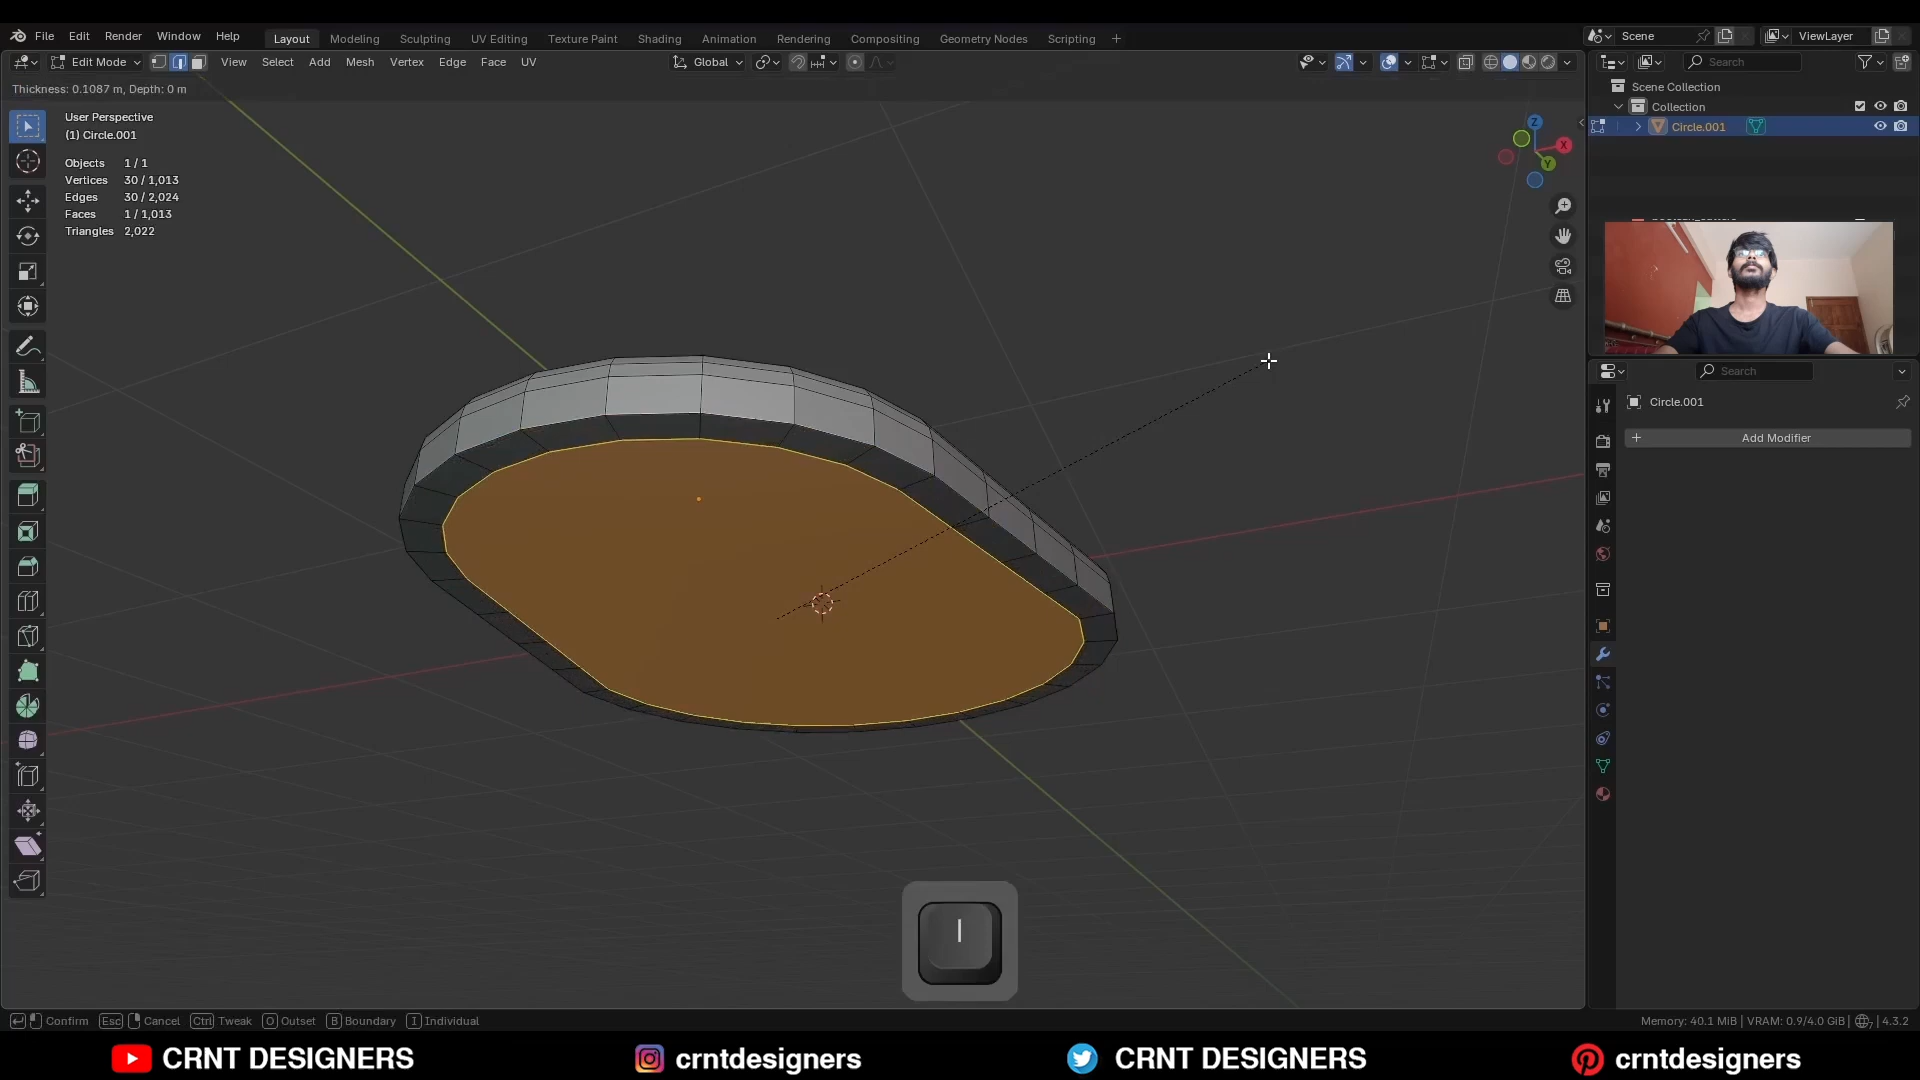 File Edit Render Window Help Layout Modeling Sculpting UV Editing Texture Paint Shading Animation Rendering Compositing Geometry Nodes Scripting + Scene ViewLayer
Edit Mode View Select Add Mesh Vertex Edge Face UV Global Search
Thickness: 0.1087 m, Depth: 0 m
User Perspective
(1) Circle.001
Objects 1 / 1
Vertices 30 / 1,013
Edges 30 / 2,024
Faces 1 / 1,013
Triangles 2,022
Z
X
Y
Scene Collection
Collection
Circle.001
Search
Circle.001
+ Add Modifier
I
Confirm Esc Cancel Ctrl Tweak O Outset B Boundary I Individual
Memory: 40.1 MiB | VRAM: 0.9/4.0 GiB | 7 | 4.3.2
CRNT DESIGNERS crntdesigners CRNT DESIGNERS crntdesigners